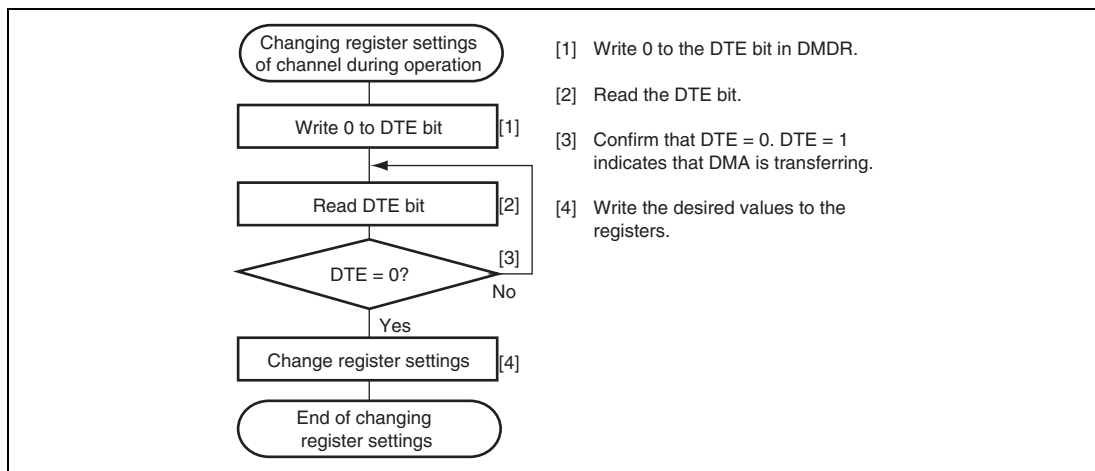 Changing register settings
of channel during operation
Write 0 to DTE bit
[1]
Read DTE bit
[2]
DTE = 0?
[3]
No
Yes
Change register settings
[4]
End of changing
register settings
[1] Write 0 to the DTE bit in DMDR.
[2] Read the DTE bit.
[3] Confirm that DTE = 0. DTE = 1
indicates that DMA is transferring.
[4] Write the desired values to the
registers.